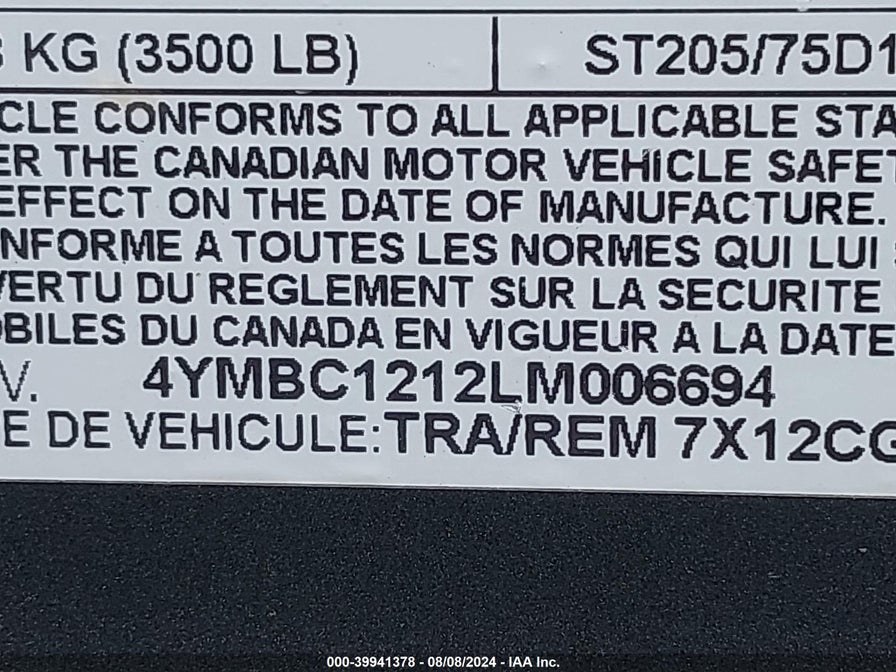 KG (3500 LB) ST205/75D1
CLE CONFORMS TO ALL APPLICABLE STA
ER THE CANADIAN MOTOR VEHICLE SAFET
EFFECT ON THE DATE OF MANUFACTURE.
NFORME A TOUTES LES NORMES QUI LUI
VERTU DU REGLEMENT SUR LA SECURITE
OBILES DU CANADA EN VIGUEUR A LA DATE
V. 4YMBC1212LM006694
E DE VEHICULE:TRA/REM 7X12CG
000-39941378 - 08/08/2024 - IAA Inc.